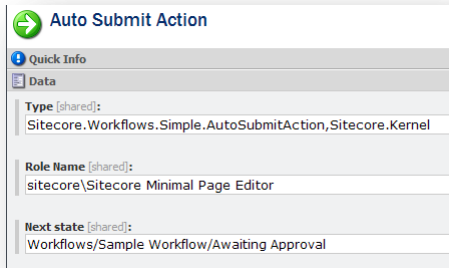 Auto Submit Action
Quick Info
Data
Type [shared]:
Sitecore.Workflows.Simple.AutoSubmitAction,Sitecore.Kernel
Role Name [shared]:
sitecore\Sitecore Minimal Page Editor
Next state [shared]:
Workflows/Sample Workflow/Awaiting Approval